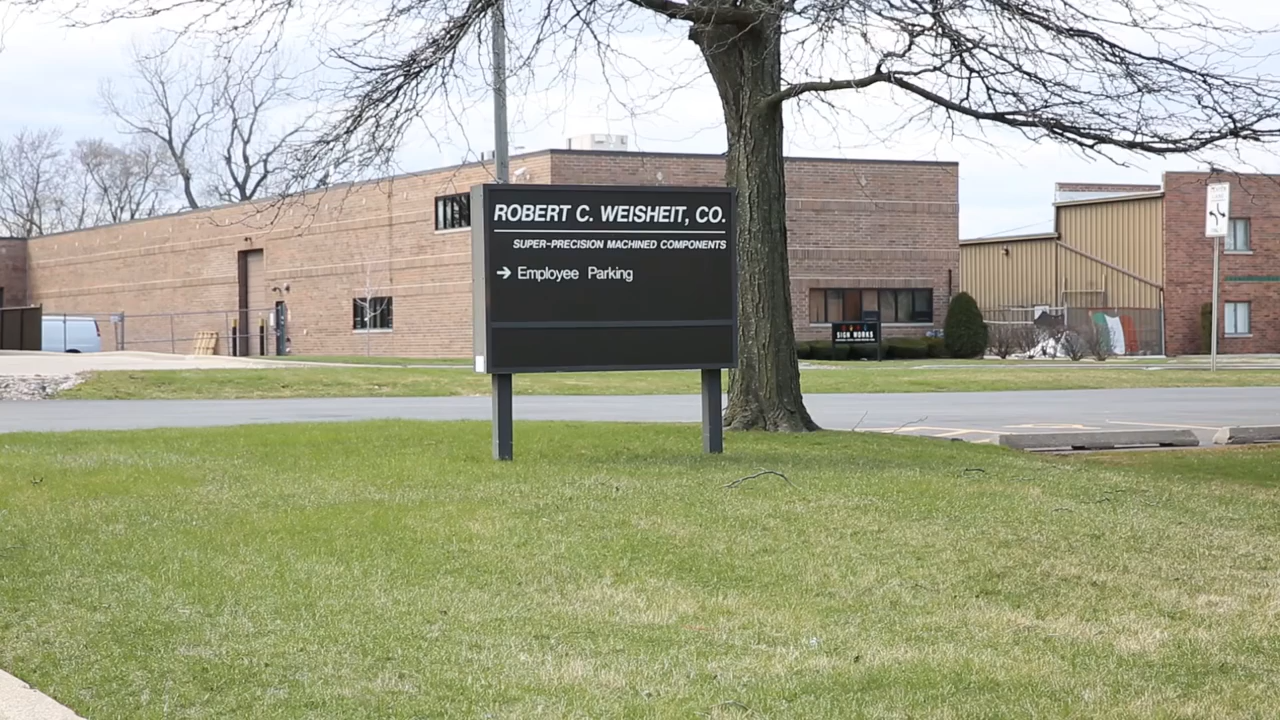 ROBERT C. WEISHEIT, CO.
SUPER-PRECISION MACHINED COMPONENTS
→ Employee Parking
SIGN WORKS